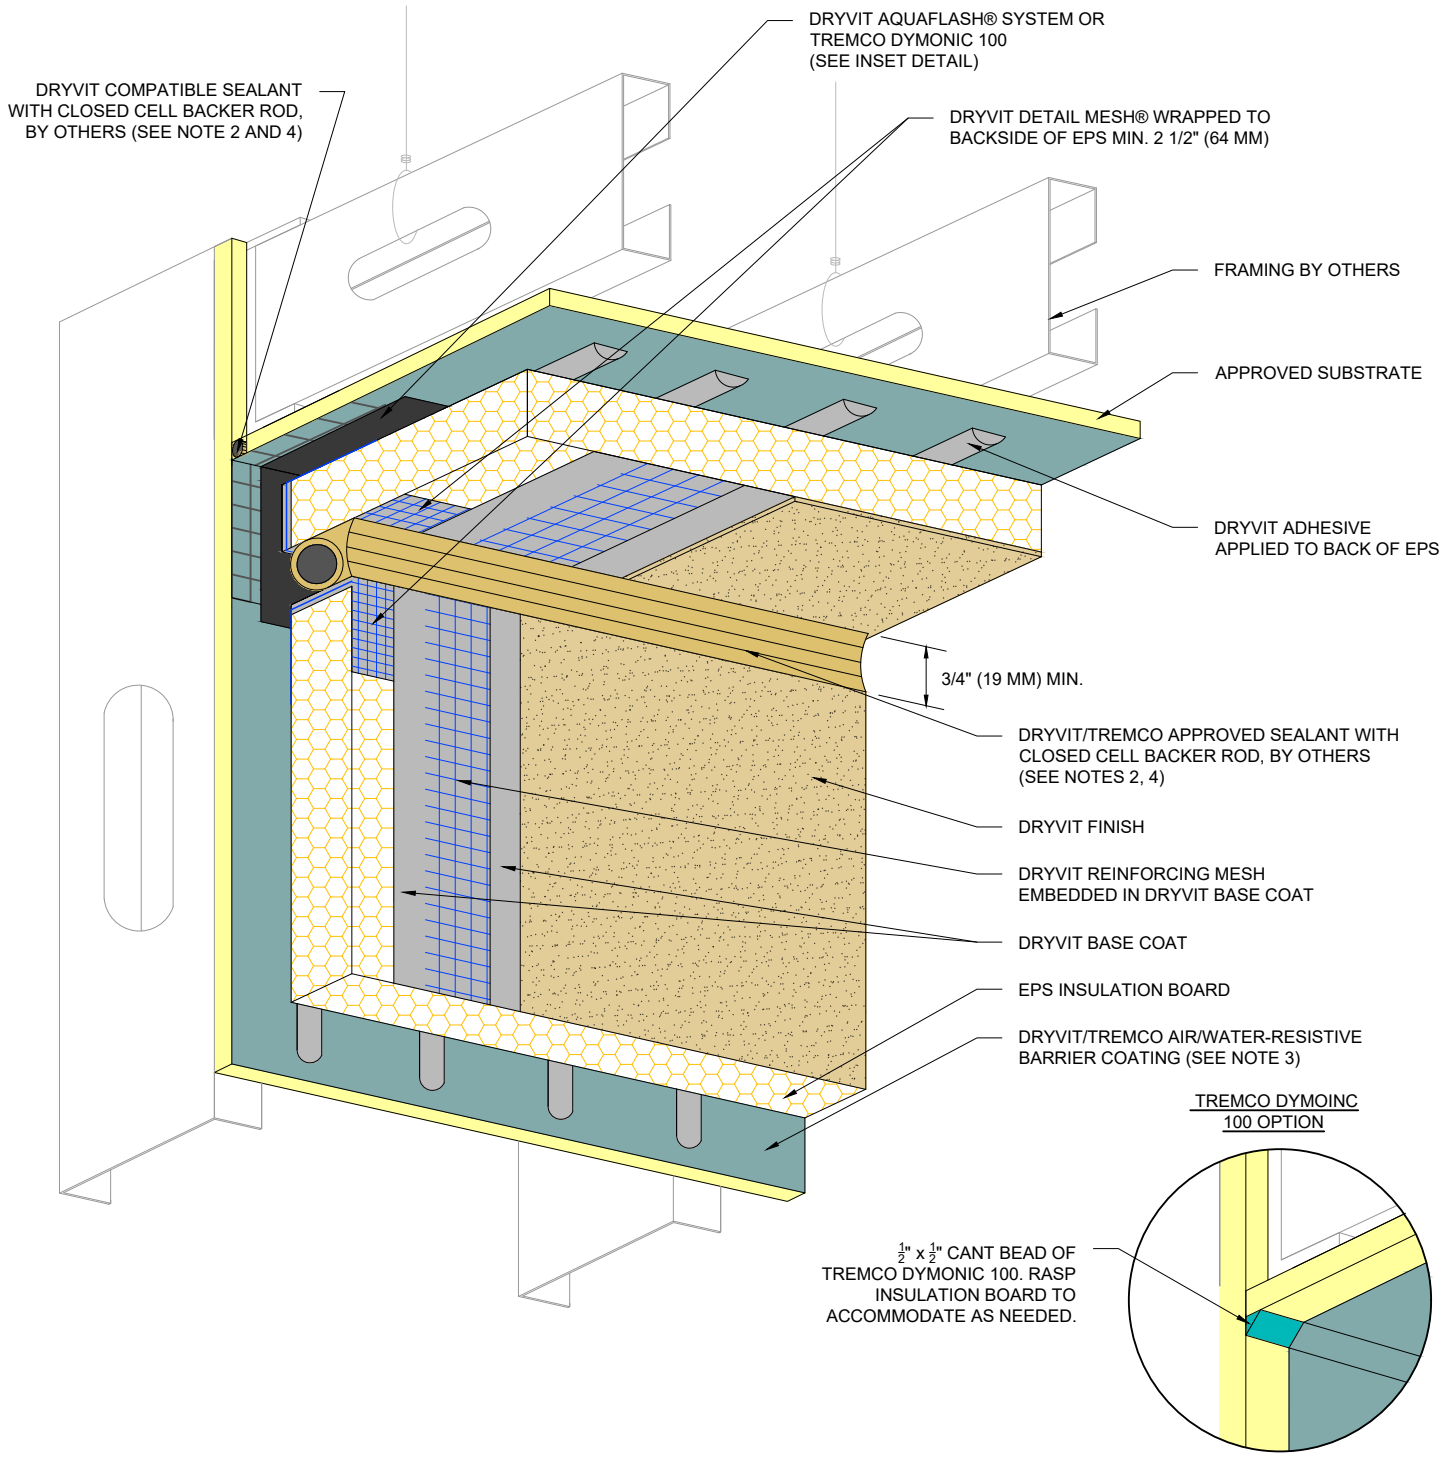 DRYVIT AQUAFLASH® SYSTEM OR
TREMCO DYMONIC 100
(SEE INSET DETAIL)
DRYVIT COMPATIBLE SEALANT
WITH CLOSED CELL BACKER ROD,
BY OTHERS (SEE NOTE 2 AND 4)
DRYVIT DETAIL MESH® WRAPPED TO
BACKSIDE OF EPS MIN. 2 1/2" (64 MM)
FRAMING BY OTHERS
APPROVED SUBSTRATE
DRYVIT ADHESIVE
APPLIED TO BACK OF EPS
3/4" (19 MM) MIN.
DRYVIT/TREMCO APPROVED SEALANT WITH
CLOSED CELL BACKER ROD, BY OTHERS
(SEE NOTES 2, 4)
DRYVIT FINISH
DRYVIT REINFORCING MESH
EMBEDDED IN DRYVIT BASE COAT
DRYVIT BASE COAT
EPS INSULATION BOARD
DRYVIT/TREMCO AIR/WATER-RESISTIVE
BARRIER COATING (SEE NOTE 3)
TREMCO DYMOINC
100 OPTION
1/2" x 1/2" CANT BEAD OF
TREMCO DYMONIC 100. RASP
INSULATION BOARD TO
ACCOMMODATE AS NEEDED.